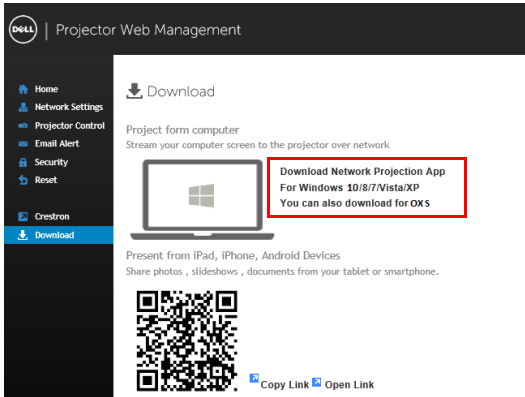 DELL
Projector Web Management
Home
Network Settings
Projector Control
Email Alert
Security
Reset
Crestron
Download
Download
Project form computer
Stream your computer screen to the projector over network
Download Network Projection App
For Windows 10/8/7/Vista/XP
You can also download for OXS
Present from iPad, iPhone, Android Devices
Share photos , slideshows , documents from your tablet or smartphone.
Copy Link Open Link